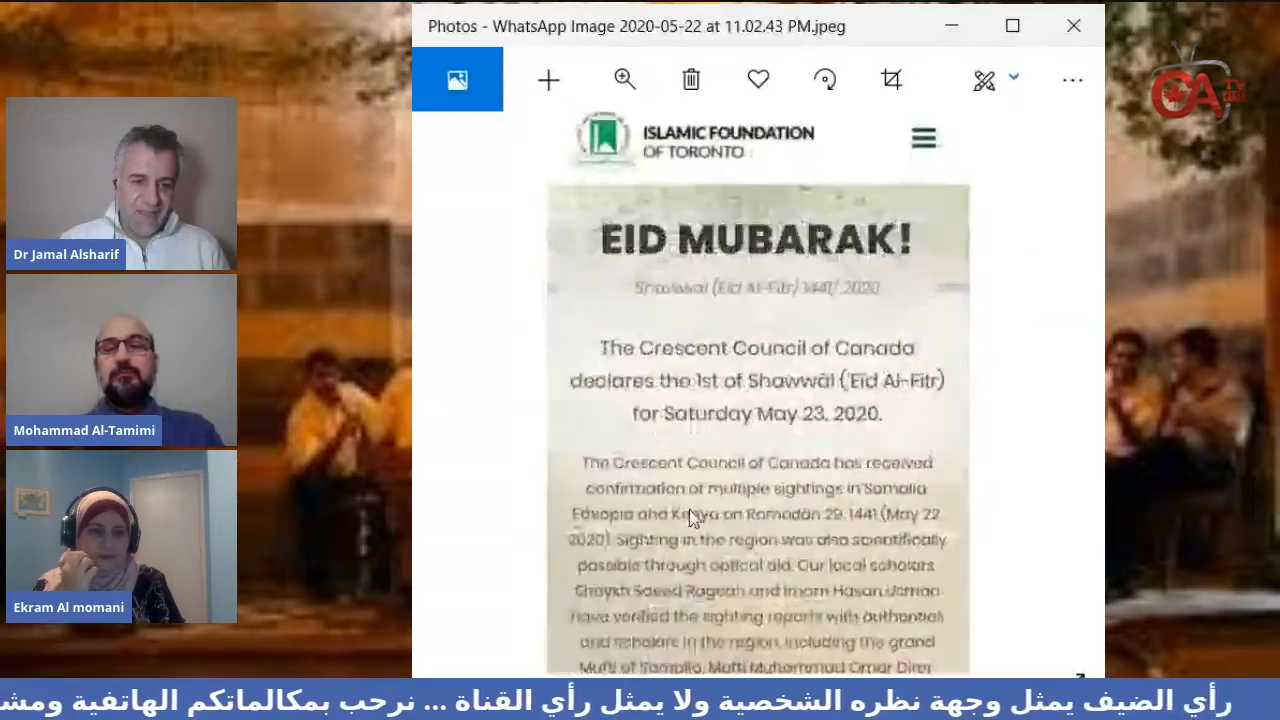 Photos - WhatsApp Image 2020-05-22 at 11.02.43 PM.jpeg
TV
ISLAMIC FOUNDATION
OF TORONTO
EID MUBARAK!
Shawwal (Eid Al-Fitr) 1441/ 2020
The Crescent Council of Canada
declares the 1st of Shawwāl ('Eid Al-Fitr)
for Saturday May 23, 2020.
The Crescent Council of Canada has received
confirmation of multiple sightings in Somalia
Ethiopia and Kenya on Ramadan 29, 1441 (May 22
2020). Sighting in the region was also scientifically
possible through optical aid. Our local scholars
Shaykh Saeed Rageah and Imam Hasan
have verified the sighting reports with
and scholars in the region, including the grand
Mufti of Somalia, Mufti Muhammad Omar
Dr Jamal Alsharif
Mohammad Al-Tamimi
Ekram Al momani
رأي الضيف يمثل وجهة نظره الشخصية ولا يمثل رأي القناة ... نرحب بمكالماتكم الهاتفية ومش